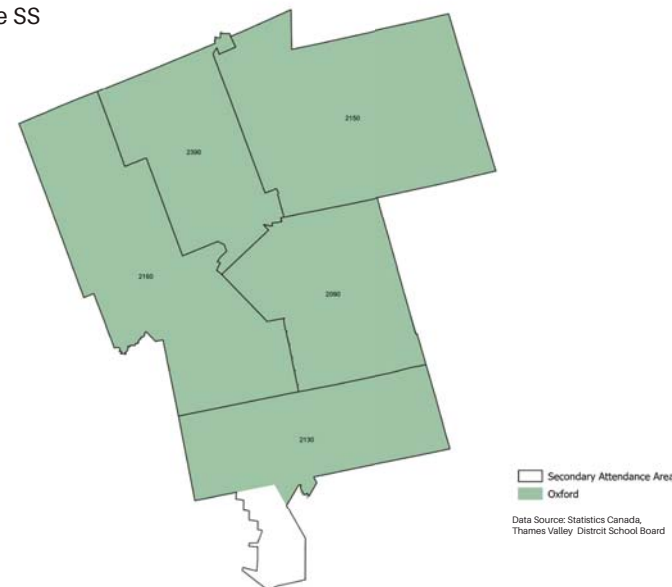 e SS
2150
2390
2160
2090
2130
Secondary Attendance Area
Oxford
Data Source: Statistics Canada,
Thames Valley Distrcit School Board